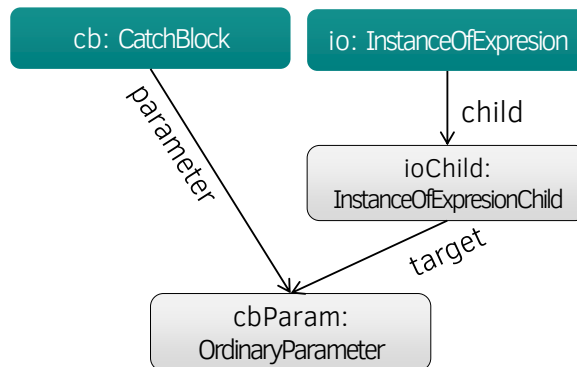 cb: CatchBlock
io: InstanceOfExpresion
parameter
child
ioChild:
InstanceOfExpresionChild
target
cbParam:
OrdinaryParameter